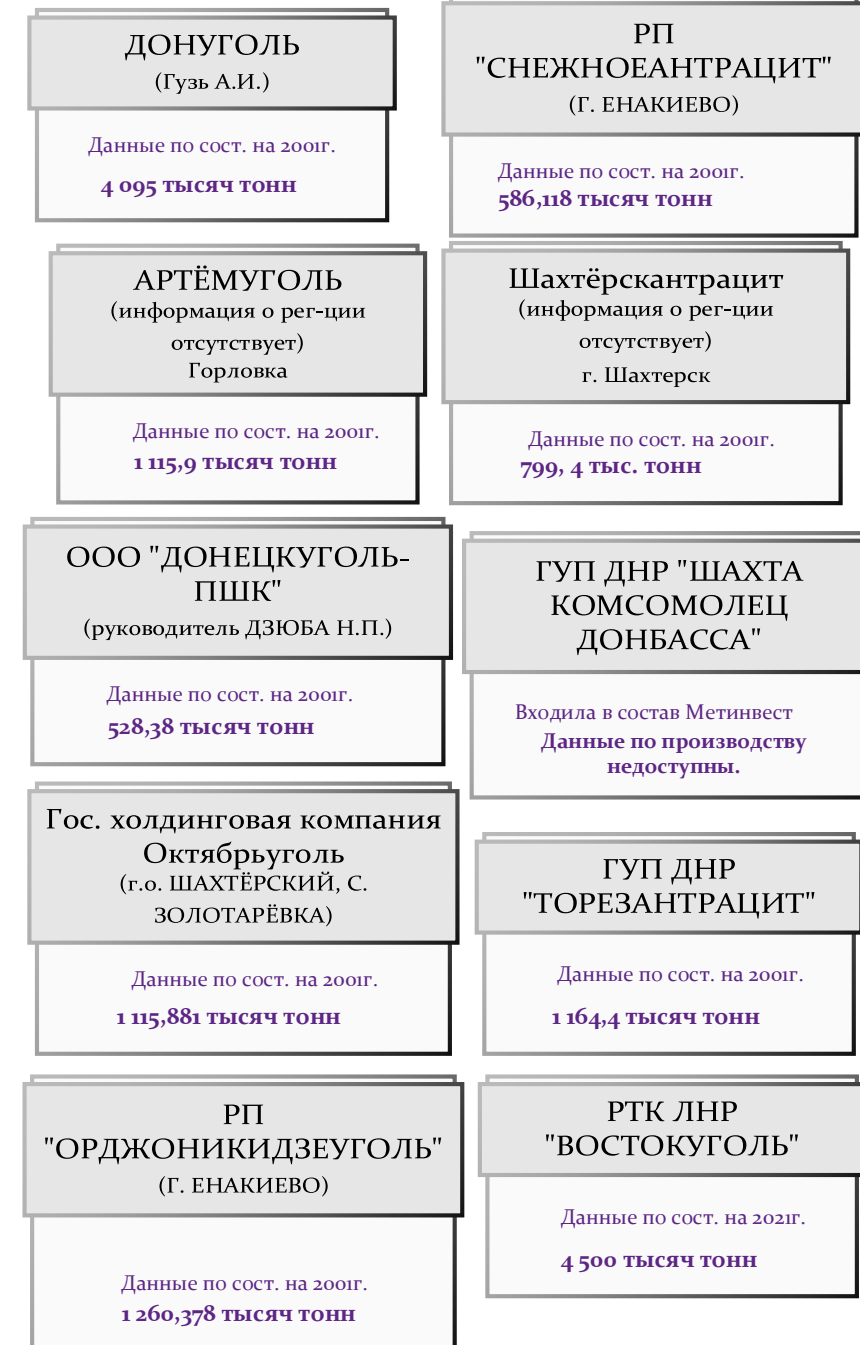 ДОНУГОЛЬ
(Гузь А.И.)
Данные по сост. на 2001г.
4 095 тысяч тонн
РП
"СНЕЖНОЕАНТРАЦИТ"
(Г. ЕНАКИЕВО)
Данные по сост. на 2001г.
586,118 тысяч тонн
АРТЁМУГОЛЬ
(информация о рег-ции
отсутствует)
Горловка
Данные по сост. на 2001г.
1 115,9 тысяч тонн
Шахтёрскантрацит
(информация о рег-ции
отсутствует)
г. Шахтерск
Данные по сост. на 2001г.
799, 4 тыс. тонн
ООО "ДОНЕЦКУГОЛЬ-
ПШК"
(руководитель ДЗЮБА Н.П.)
Данные по сост. на 2001г.
528,38 тысяч тонн
ГУП ДНР "ШАХТА
КОМСОМОЛЕЦ
ДОНБАССА"
Входила в состав Метинвест
Данные по производству
недоступны.
Гос. холдинговая компания
Октябрьуголь
(г.о. ШАХТЁРСКИЙ, С.
ЗОЛОТАРЁВКА)
Данные по сост. на 2001г.
1 115,881 тысяч тонн
ГУП ДНР
"ТОРЕЗАНТРАЦИТ"
Данные по сост. на 2001г.
1 164,4 тысяч тонн
РП
"ОРДЖОНИКИДЗЕУГОЛЬ"
(Г. ЕНАКИЕВО)
Данные по сост. на 2001г.
1 260,378 тысяч тонн
РТК ЛНР
"ВОСТОКУГОЛЬ"
Данные по сост. на 2021г.
4 500 тысяч тонн